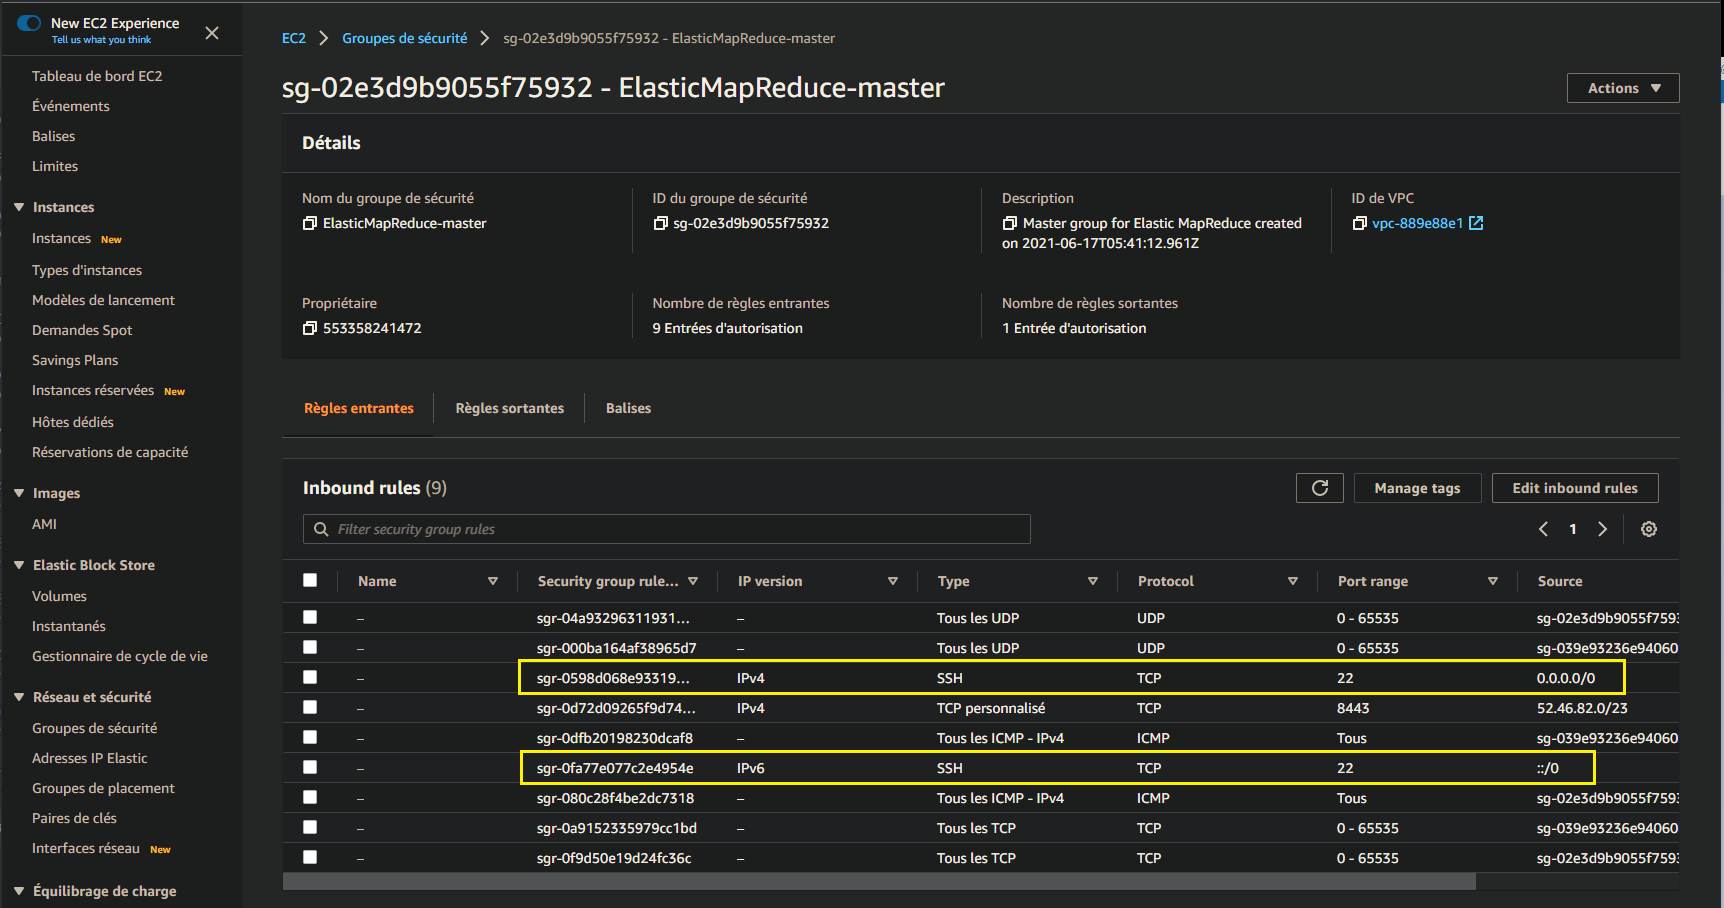 New EC2 Experience
Tell us what you think
Tableau de bord EC2
Événements
Balises
Limites
Instances
Instances New
Types d'instances
Modèles de lancement
Demandes Spot
Savings Plans
Instances réservées New
Hôtes dédiés
Réservations de capacité
Images
AMI
Elastic Block Store
Volumes
Instantanés
Gestionnaire de cycle de vie
Réseau et sécurité
Groupes de sécurité
Adresses IP Elastic
Groupes de placement
Paires de clés
Interfaces réseau New
Équilibrage de charge
EC2 > Groupes de sécurité > sg-02e3d9b9055f75932 - ElasticMapReduce-master
sg-02e3d9b9055f75932 - ElasticMapReduce-master
Actions
Détails
Nom du groupe de sécurité
ElasticMapReduce-master
ID du groupe de sécurité
sg-02e3d9b9055f75932
Description
Master group for Elastic MapReduce created
on 2021-06-17T05:41:12.961Z
ID de VPC
vpc-889e88e1
Propriétaire
553358241472
Nombre de règles entrantes
9 Entrées d'autorisation
Nombre de règles sortantes
1 Entrée d'autorisation
Règles entrantes Règles sortantes Balises
Inbound rules (9)
Manage tags Edit inbound rules
Filter security group rules
1
Name Security group rule... IP version Type Protocol Port range Source
– sgr-04a93296311931... – Tous les UDP UDP 0 - 65535 sg-02e3d9b9055f7593
– sgr-000ba164af38965d7 – Tous les UDP UDP 0 - 65535 sg-039e93236e94060
– sgr-0598d068e93319... IPv4 SSH TCP 22 0.0.0.0/0
– sgr-0d72d09265f9d74... IPv4 TCP personnalisé TCP 8443 52.46.82.0/23
– sgr-0dfb20198230dcaf8 – Tous les ICMP - IPv4 ICMP Tous sg-039e93236e94060
– sgr-0fa77e077c2e4954e IPv6 SSH TCP 22 ::/0
– sgr-080c28f4be2dc7318 – Tous les ICMP - IPv4 ICMP Tous sg-02e3d9b9055f7593
– sgr-0a9152335979cc1bd – Tous les TCP TCP 0 - 65535 sg-039e93236e94060
– sgr-0f9d50e19d24fc36c – Tous les TCP TCP 0 - 65535 sg-02e3d9b9055f7593